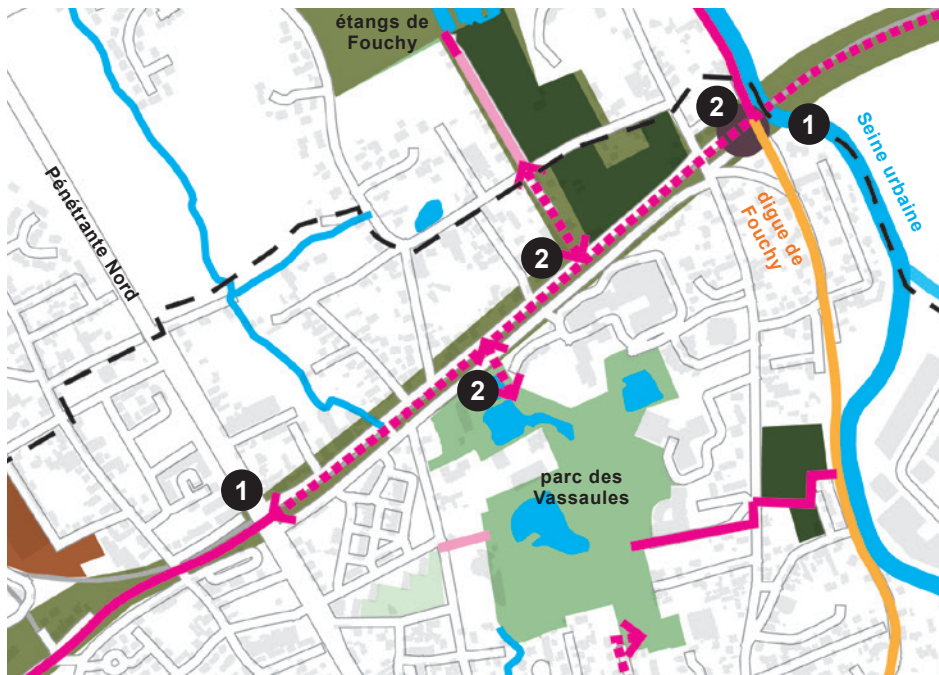 étangs de
Fouchy
2
1
Seine urbaine
Pénétrante Nord
digue de
Fouchy
2
2
parc des
Vassaules
1